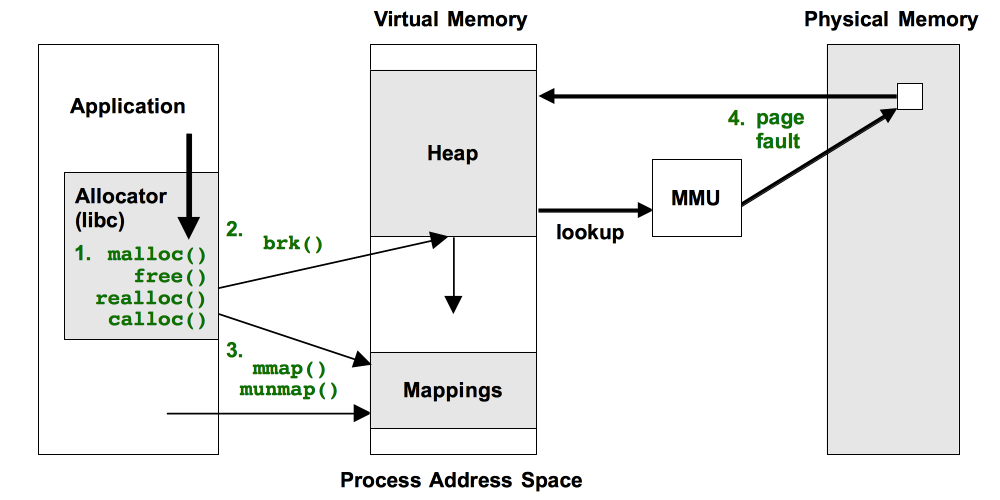 Virtual Memory
Physical Memory
Application
Allocator
(libc)
1. malloc()
free()
realloc()
calloc()
2.
brk()
3.
mmap()
munmap()
Heap
Mappings
lookup
MMU
4. page
fault
Process Address Space